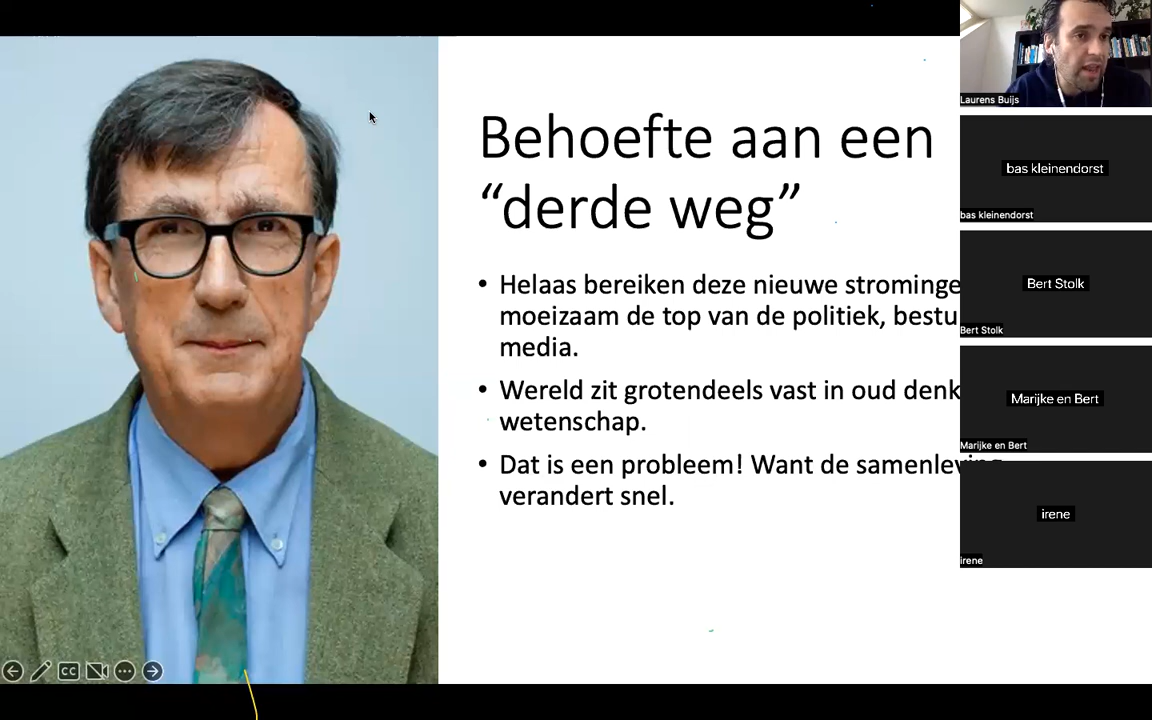 Behoefte aan een
“derde weg”
• Helaas bereiken deze nieuwe strominge
moeizaam de top van de politiek, bestu
media.
• Wereld zit grotendeels vast in oud denk
wetenschap.
• Dat is een probleem! Want de samenleving
verandert snel.
CC
Laurens Buijs
bas kleinendorst
bas kleinendorst
Bert Stolk
Bert Stolk
Marijke en Bert
Marijke en Bert
irene
irene